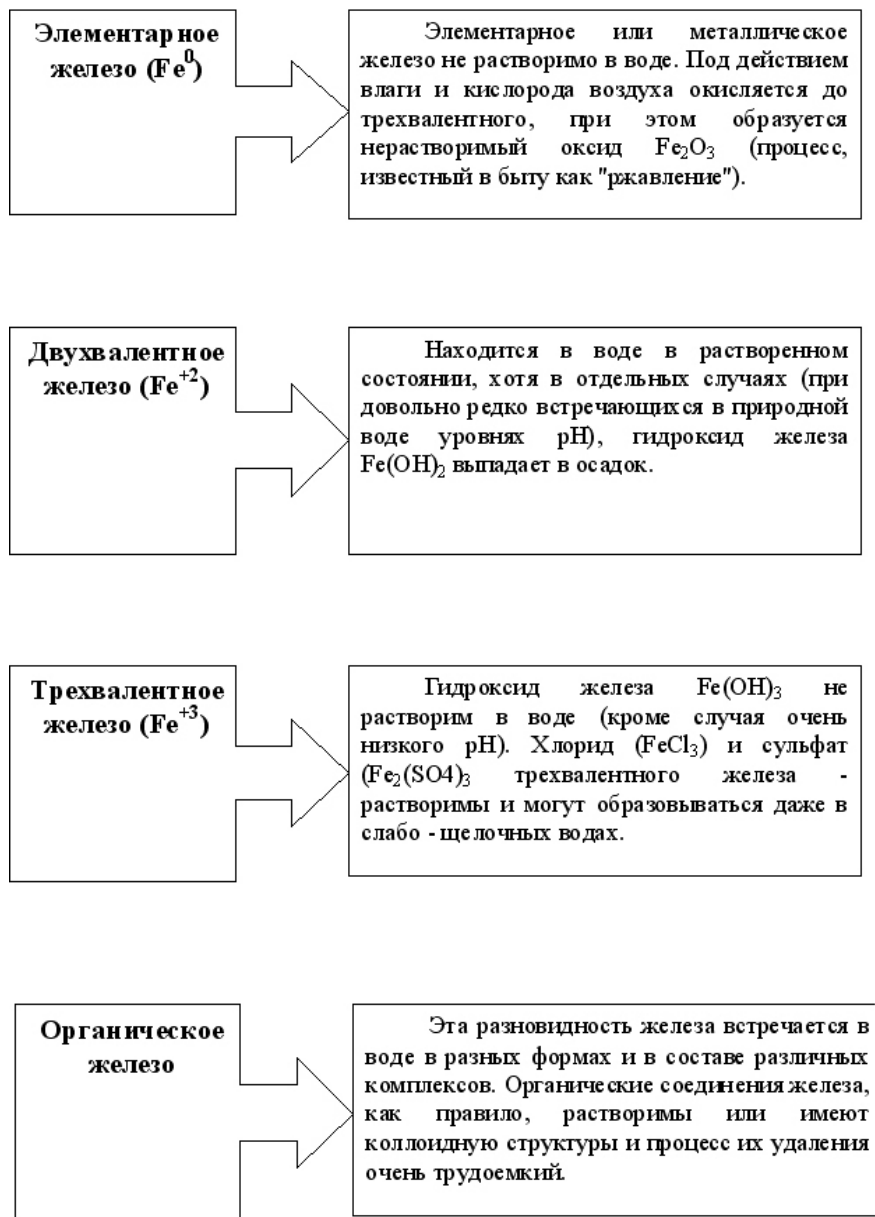 Элементарное
железо (Fe⁰)
Элементарное или металлическое
железо не растворимо в воде. Под действием
влаги и кислорода воздуха окисляется до
трехвалентного, при этом образуется
нерастворимый оксид Fe₂O₃ (процесс,
известный в быту как "ржавление").
Двухвалентное
железо (Fe⁺²)
Находится в воде в растворенном
состоянии, хотя в отдельных случаях (при
довольно редко встречающихся в природной
воде уровнях pH), гидроксид железа
Fe(OH)₂ выпадает в осадок.
Трехвалентное
железо (Fe⁺³)
Гидроксид железа Fe(OH)₃ не
растворим в воде (кроме случая очень
низкого pH). Хлорид (FeCl₃) и сульфат
(Fe₂(SO4)₃ трехвалентного железа -
растворимы и могут образовываться даже в
слабо - щелочных водах.
Органическое
железо
Эта разновидность железа встречается в
воде в разных формах и в составе различных
комплексов. Органические соединения железа,
как правило, растворимы или имеют
коллоидную структуры и процесс их удаления
очень трудоемкий.